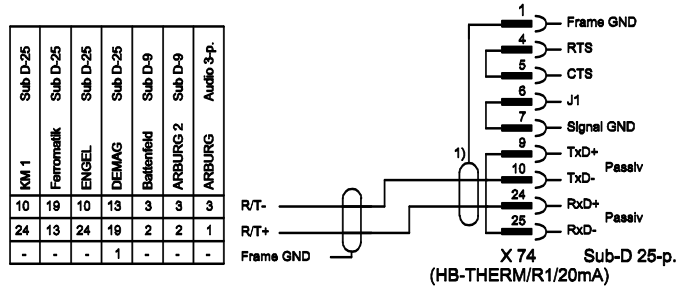 KM 1 Sub D-25
Ferromatik Sub D-25
ENGEL Sub D-25
DEMAG Sub D-25
Battenfeld Sub D-9
ARBURG 2 Sub D-9
ARBURG Audio 3-p.
10 19 10 13 3 3 3
24 13 24 19 2 2 1
- - - 1 - - -
R/T-
R/T+
Frame GND
1)
1 Frame GND
4 RTS
5 CTS
6 J1
7 Signal GND
9 TxD+
Passiv
10 TxD-
24 RxD+
Passiv
25 RxD-
X 74 Sub-D 25-p.
(HB-THERM/R1/20mA)